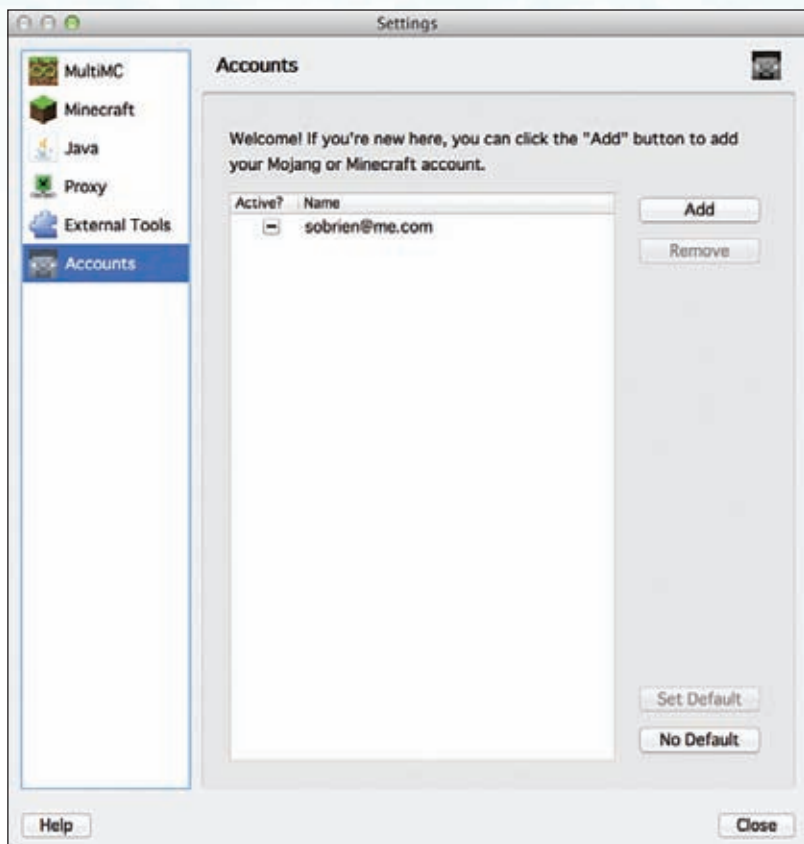 Settings
MultiMC
Minecraft
Java
Proxy
External Tools
Accounts
Accounts
Welcome! If you're new here, you can click the "Add" button to add
your Mojang or Minecraft account.
Active? Name
sobrien@me.com
Add
Remove
Set Default
No Default
Help
Close